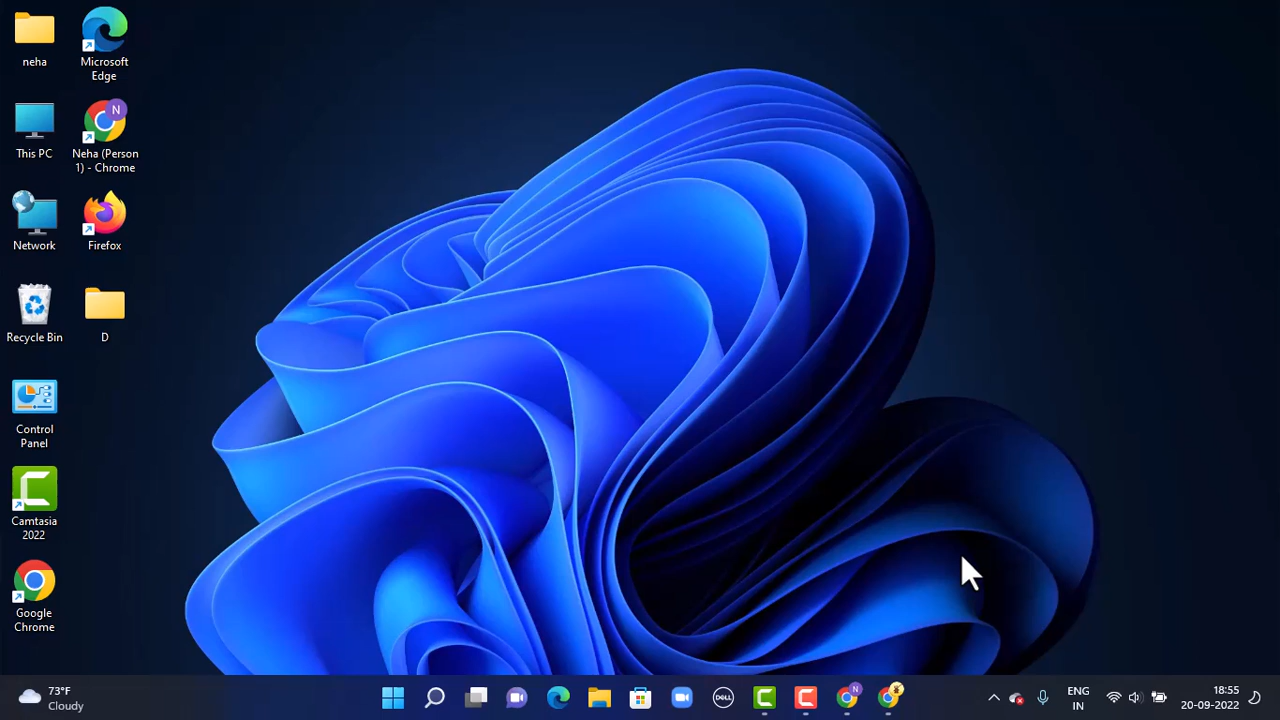 neha
Microsoft
Edge
This PC
Neha (Person
1) - Chrome
Network
Firefox
Recycle Bin
D
Control
Panel
Camtasia
2022
Google
Chrome
73°F
Cloudy
N
DELL
N
ENG
IN
18:55
20-09-2022